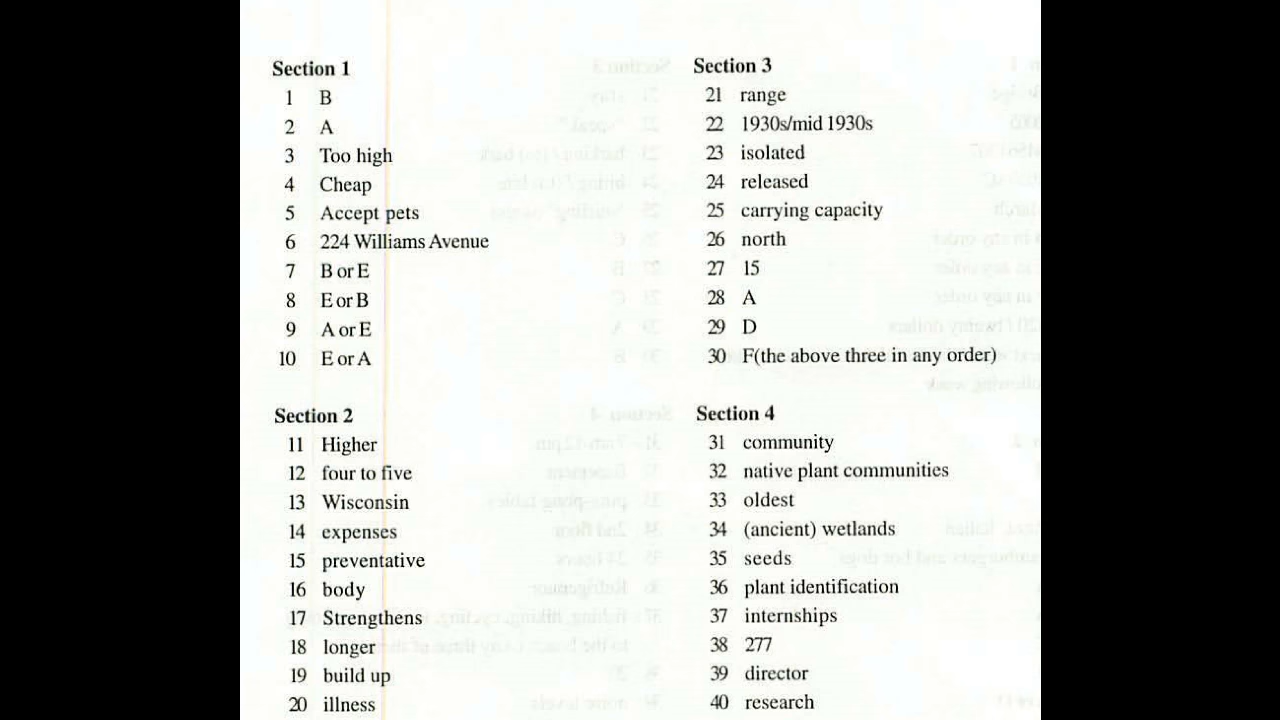 Section 1
1 B
2 A
3 Too high
4 Cheap
5 Accept pets
6 224 Williams Avenue
7 B or E
8 E or B
9 A or E
10 E or A
Section 2
11 Higher
12 four to five
13 Wisconsin
14 expenses
15 preventative
16 body
17 Strengthens
18 longer
19 build up
20 illness
Section 3
21 range
22 1930s/mid 1930s
23 isolated
24 released
25 carrying capacity
26 north
27 15
28 A
29 D
30 F(the above three in any order)
Section 4
31 community
32 native plant communities
33 oldest
34 (ancient) wetlands
35 seeds
36 plant identification
37 internships
38 277
39 director
40 research